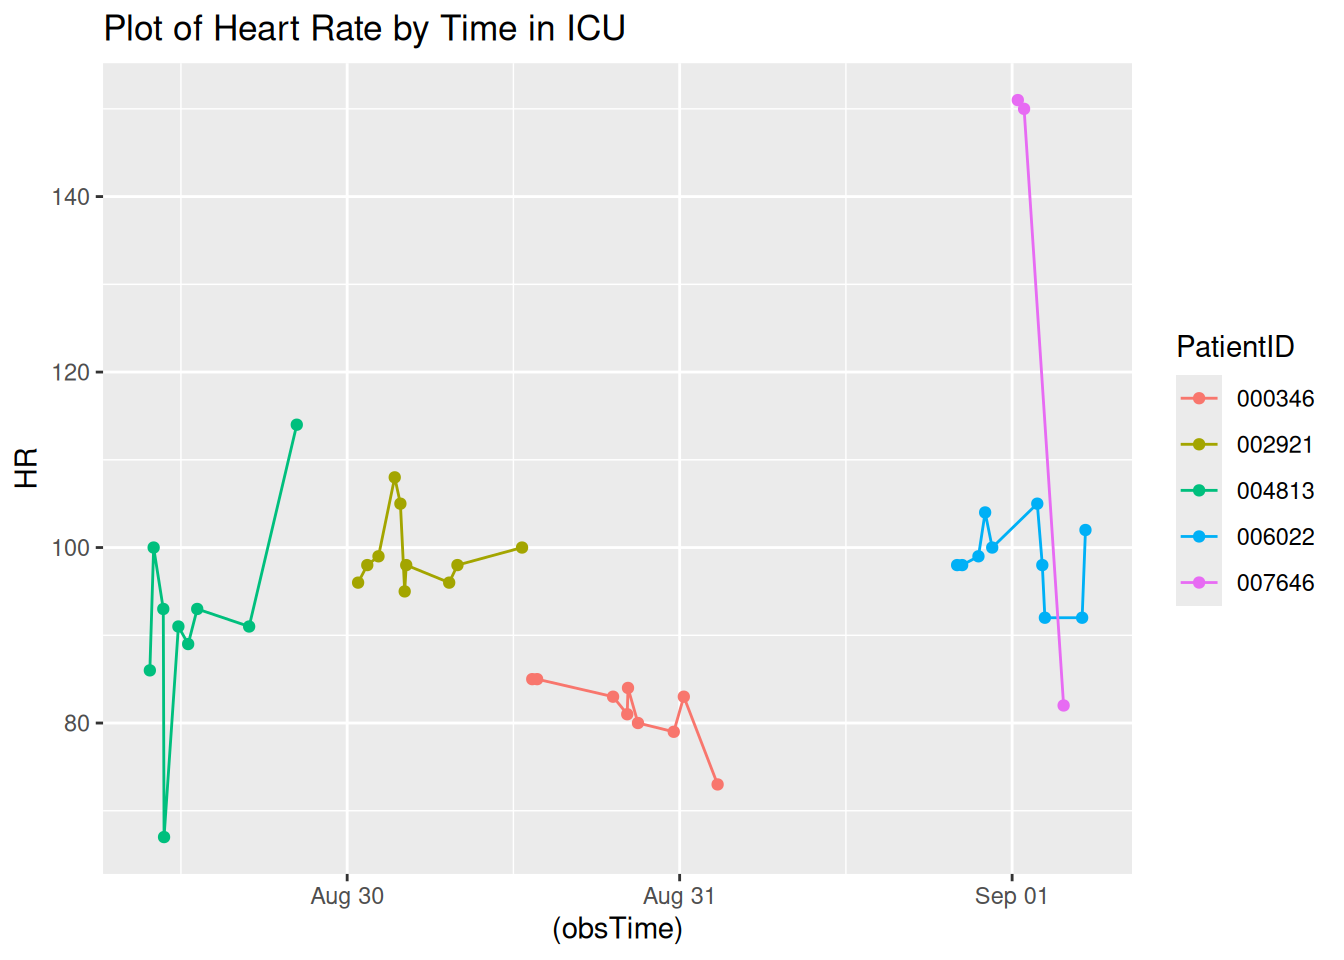 Plot of Heart Rate by Time in ICU
140
120
100
80
HR
Aug 30
Aug 31
Sep 01
(obsTime)
PatientID
000346
002921
004813
006022
007646